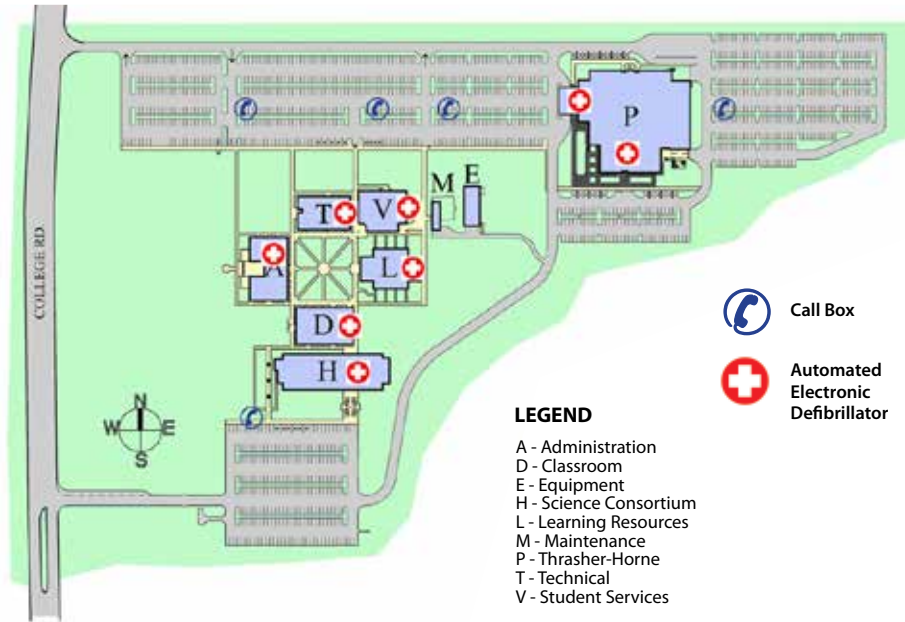 COLLEGE RD.
P
M E
T V
A L
D
H
N
W E
S
Call Box
Automated
Electronic
Defibrillator
LEGEND
A - Administration
D - Classroom
E - Equipment
H - Science Consortium
L - Learning Resources
M - Maintenance
P - Thrasher-Horne
T - Technical
V - Student Services